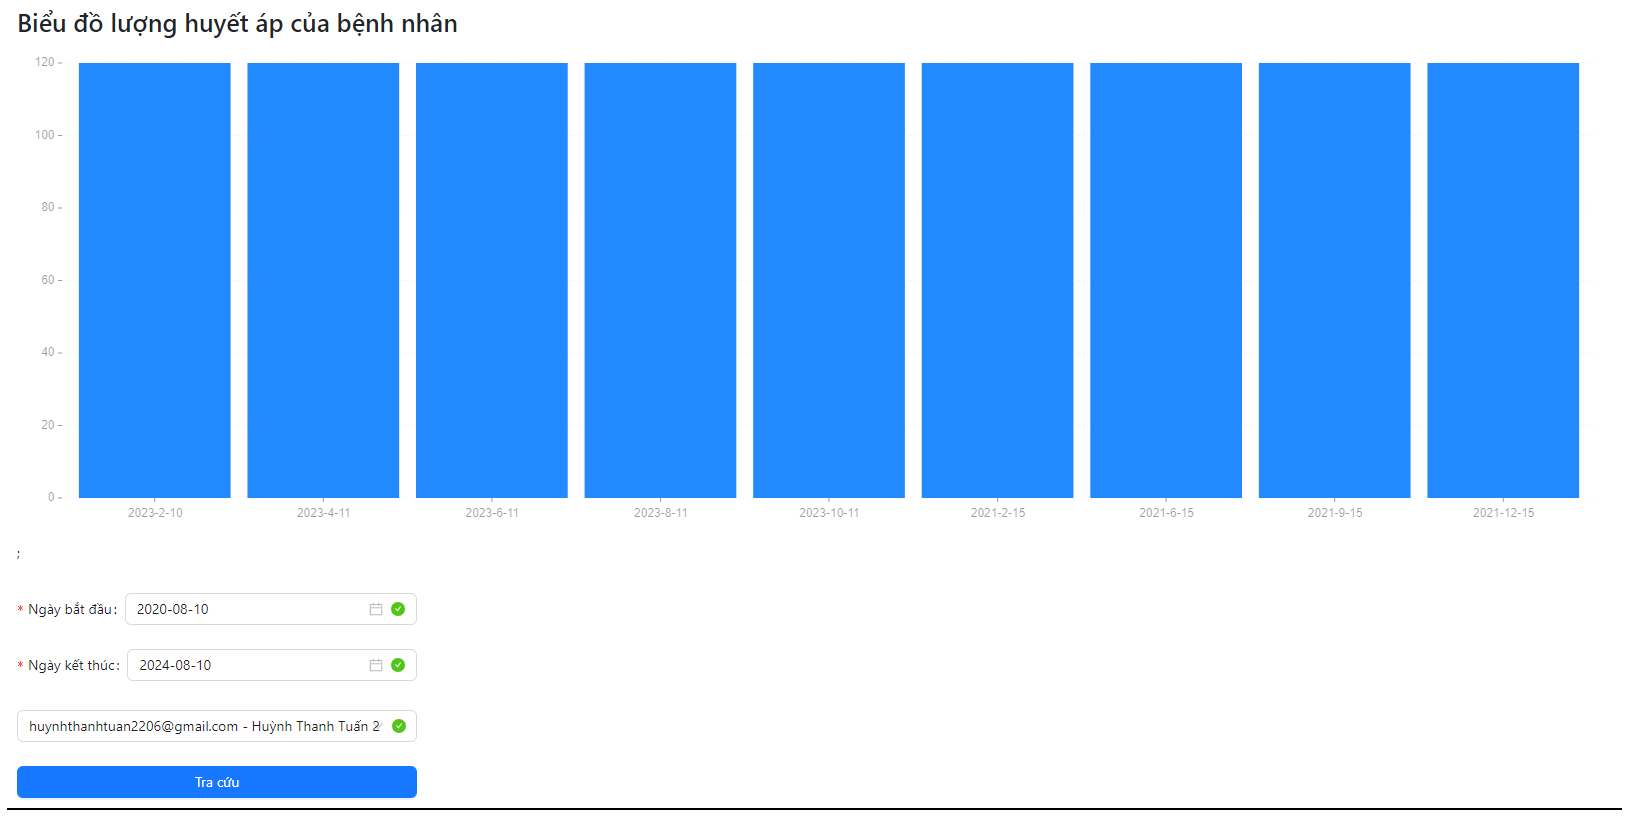 Biểu đồ lượng huyết áp của bệnh nhân
120
100
80
60
40
20
0
2023-2-10 2023-4-11 2023-6-11 2023-8-11 2023-10-11 2021-2-15 2021-6-15 2021-9-15 2021-12-15
;
* Ngày bắt đầu: 2020-08-10
* Ngày kết thúc: 2024-08-10
huynhthanhtuan2206@gmail.com - Huỳnh Thanh Tuấn 2
Tra cứu